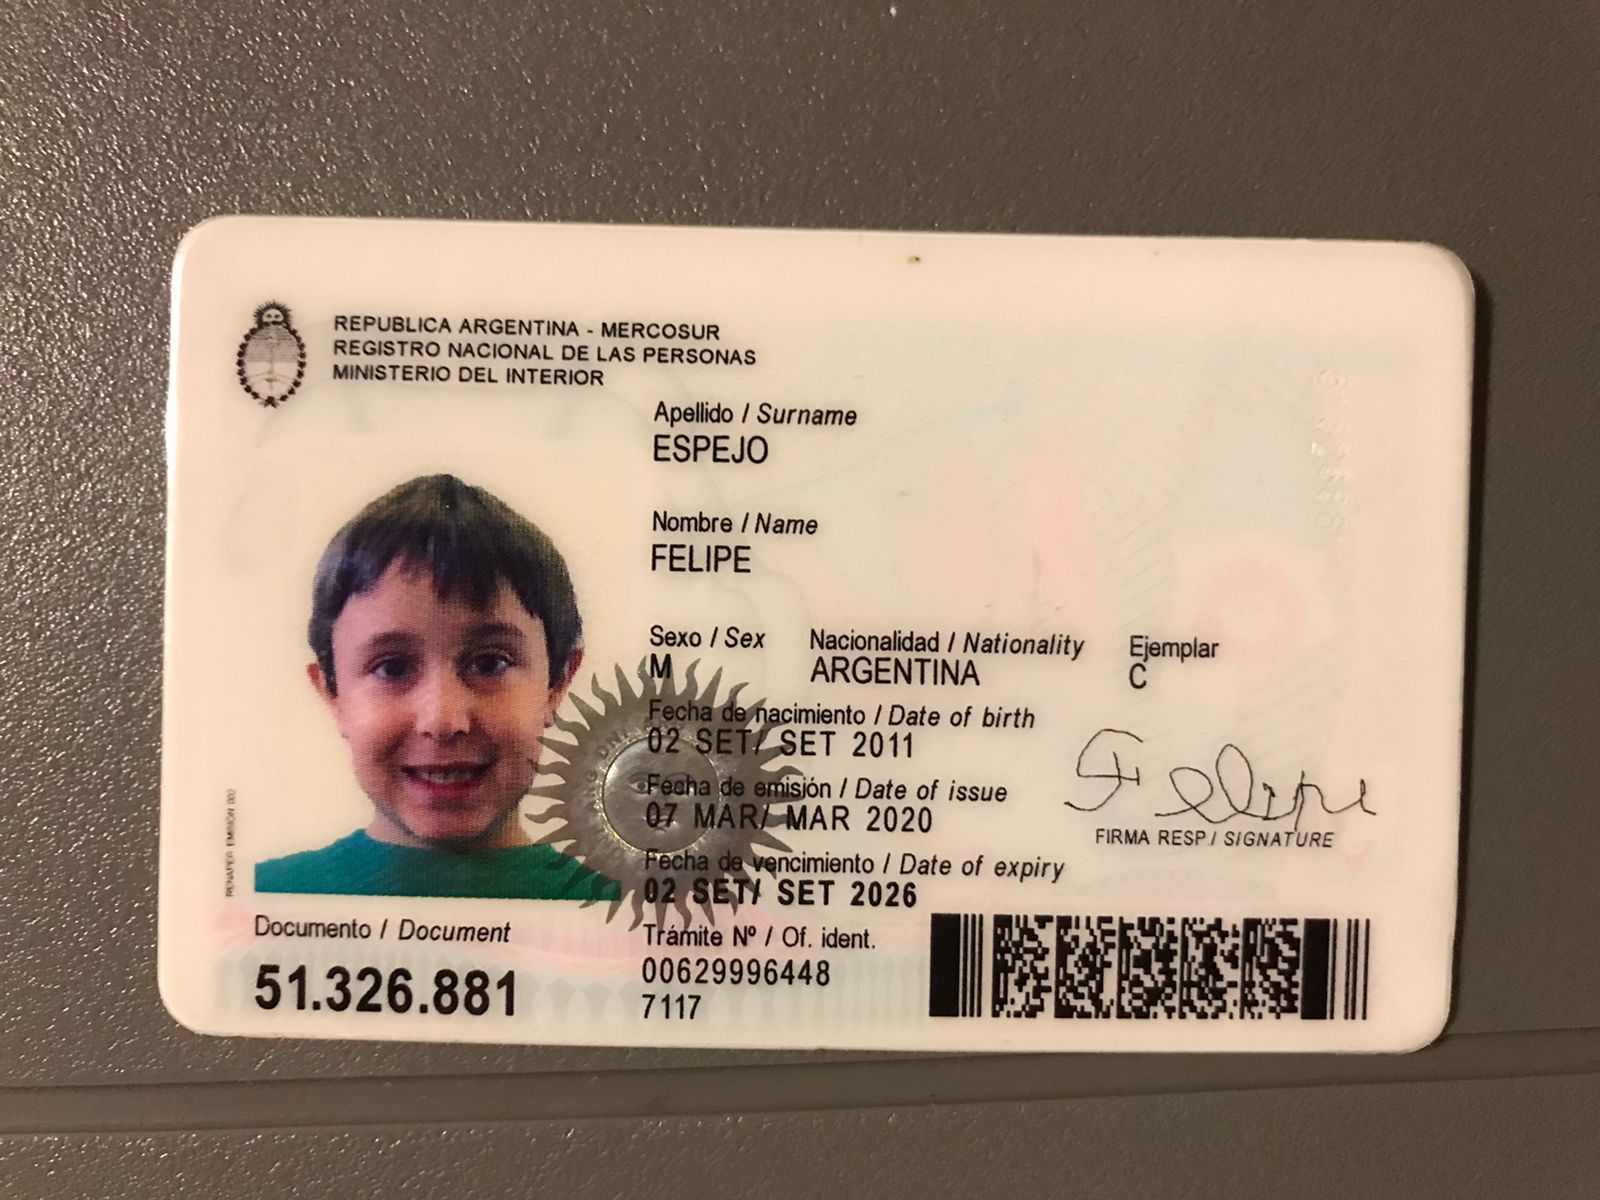 REPUBLICA ARGENTINA - MERCOSUR
REGISTRO NACIONAL DE LAS PERSONAS
MINISTERIO DEL INTERIOR
Apellido / Surname
ESPEJO
Nombre / Name
FELIPE
Sexo / Sex Nacionalidad / Nationality Ejemplar
M ARGENTINA C
Fecha de nacimiento / Date of birth
02 SET/ SET 2011
Fecha de emisión / Date of issue
07 MAR/ MAR 2020
Felipe
FIRMA RESP./ SIGNATURE
Fecha de vencimiento / Date of expiry
02 SET/ SET 2026
Documento / Document
51.326.881
Trámite Nº / Of. ident.
00629996448
7117